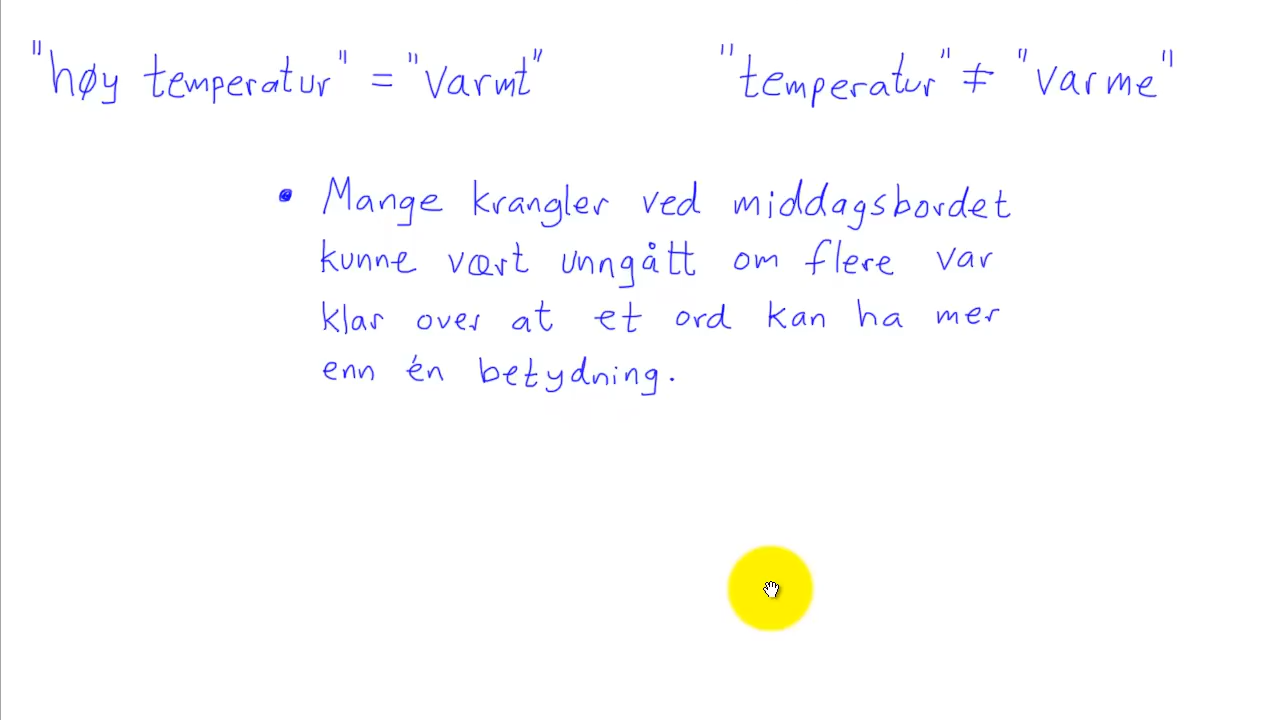 "høy temperatur" = "varmt" "temperatur" ≠ "varme"
• Mange krangler ved middagsbordet
kunne vært unngått om flere var
klar over at et ord kan ha mer
enn én betydning.